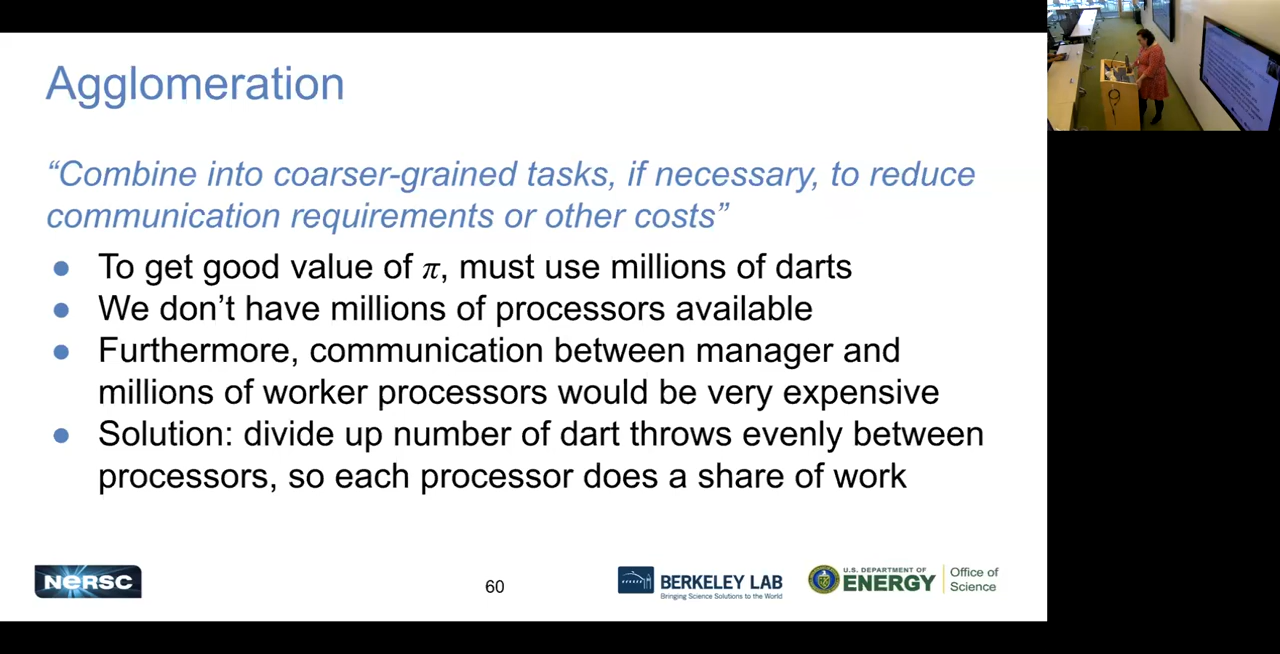 Agglomeration
“Combine into coarser-grained tasks, if necessary, to reduce
communication requirements or other costs”
● To get good value of π, must use millions of darts
● We don’t have millions of processors available
● Furthermore, communication between manager and
millions of worker processors would be very expensive
● Solution: divide up number of dart throws evenly between
processors, so each processor does a share of work
NERSC
60
BERKELEY LAB
Bringing Science Solutions to the World
U.S. DEPARTMENT OF
ENERGY
Office of
Science